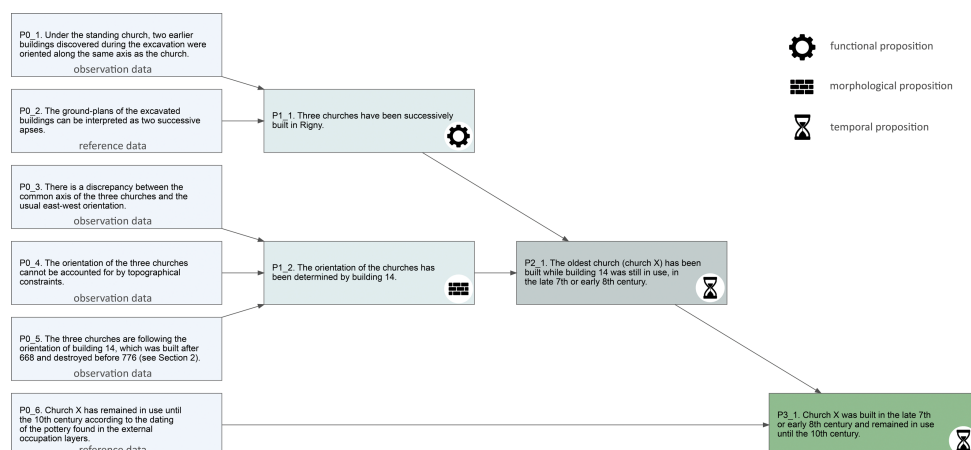 P0_1. Under the standing church, two earlier
buildings discovered during the excavation were
oriented along the same axis as the church.
observation data
P0_2. The ground-plans of the excavated
buildings can be interpreted as two successive
apses.
reference data
P0_3. There is a discrepancy between the
common axis of the three churches and the
usual east-west orientation.
observation data
P0_4. The orientation of the three churches
cannot be accounted for by topographical
constraints.
observation data
P0_5. The three churches are following the
orientation of building 14, which was built after
668 and destroyed before 776 (see Section 2).
observation data
P0_6. Church X has remained in use until
the 10th century according to the dating
of the pottery found in the external
occupation layers.
reference data
P1_1. Three churches have been successively
built in Rigny.
P1_2. The orientation of the churches has
been determined by building 14.
P2_1. The oldest church (church X) has been
built while building 14 was still in use, in
the late 7th or early 8th century.
P3_1. Church X was built in the late 7th
or early 8th century and remained in use
until the 10th century.
functional proposition
morphological proposition
temporal proposition